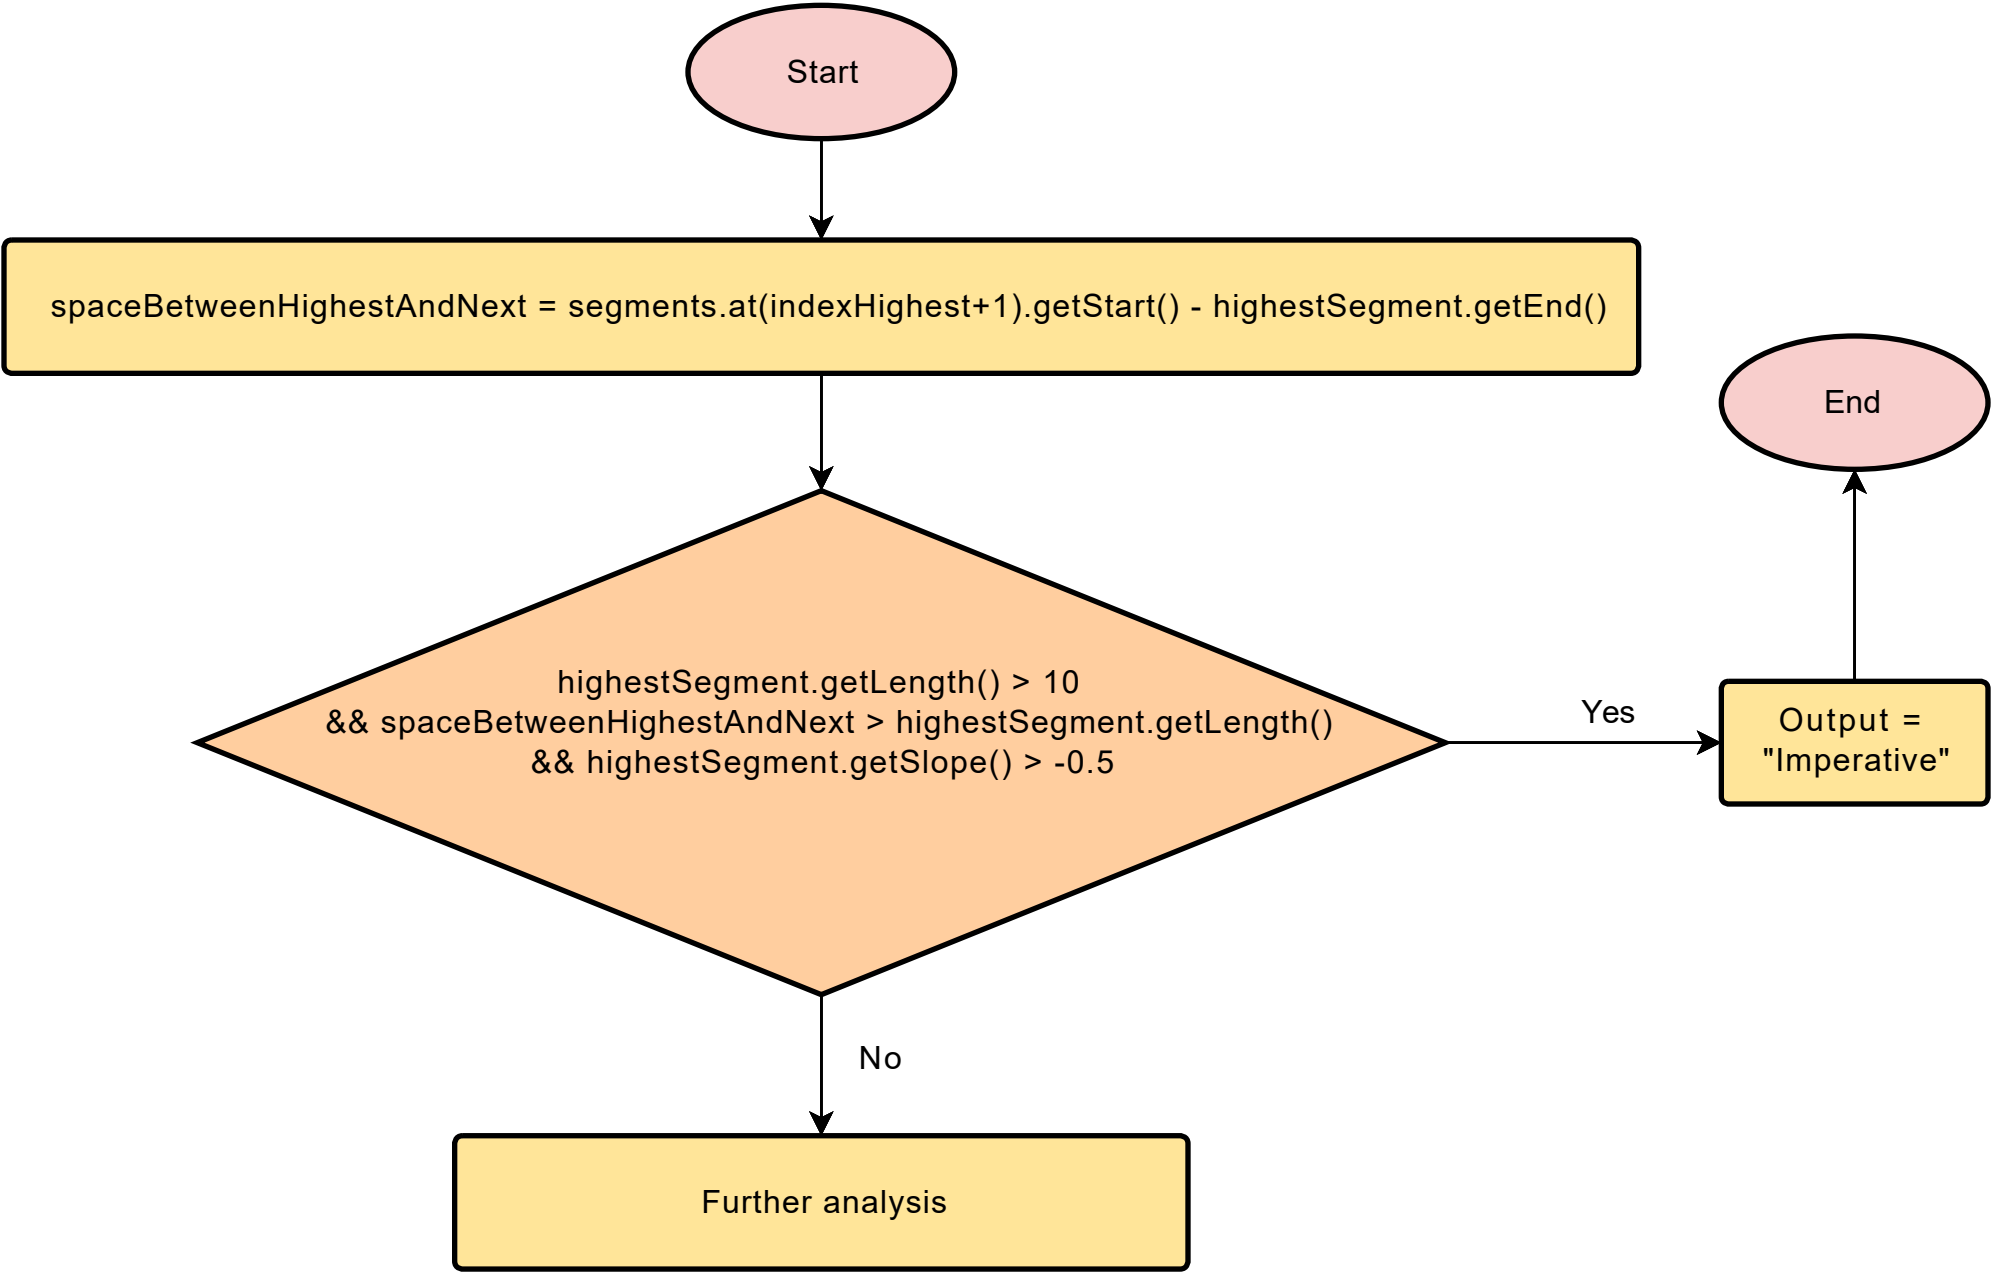 Start
spaceBetweenHighestAndNext = segments.at(indexHighest+1).getStart() - highestSegment.getEnd()
End
highestSegment.getLength() > 10
&& spaceBetweenHighestAndNext > highestSegment.getLength()
&& highestSegment.getSlope() > -0.5
Yes
Output =
"Imperative"
No
Further analysis